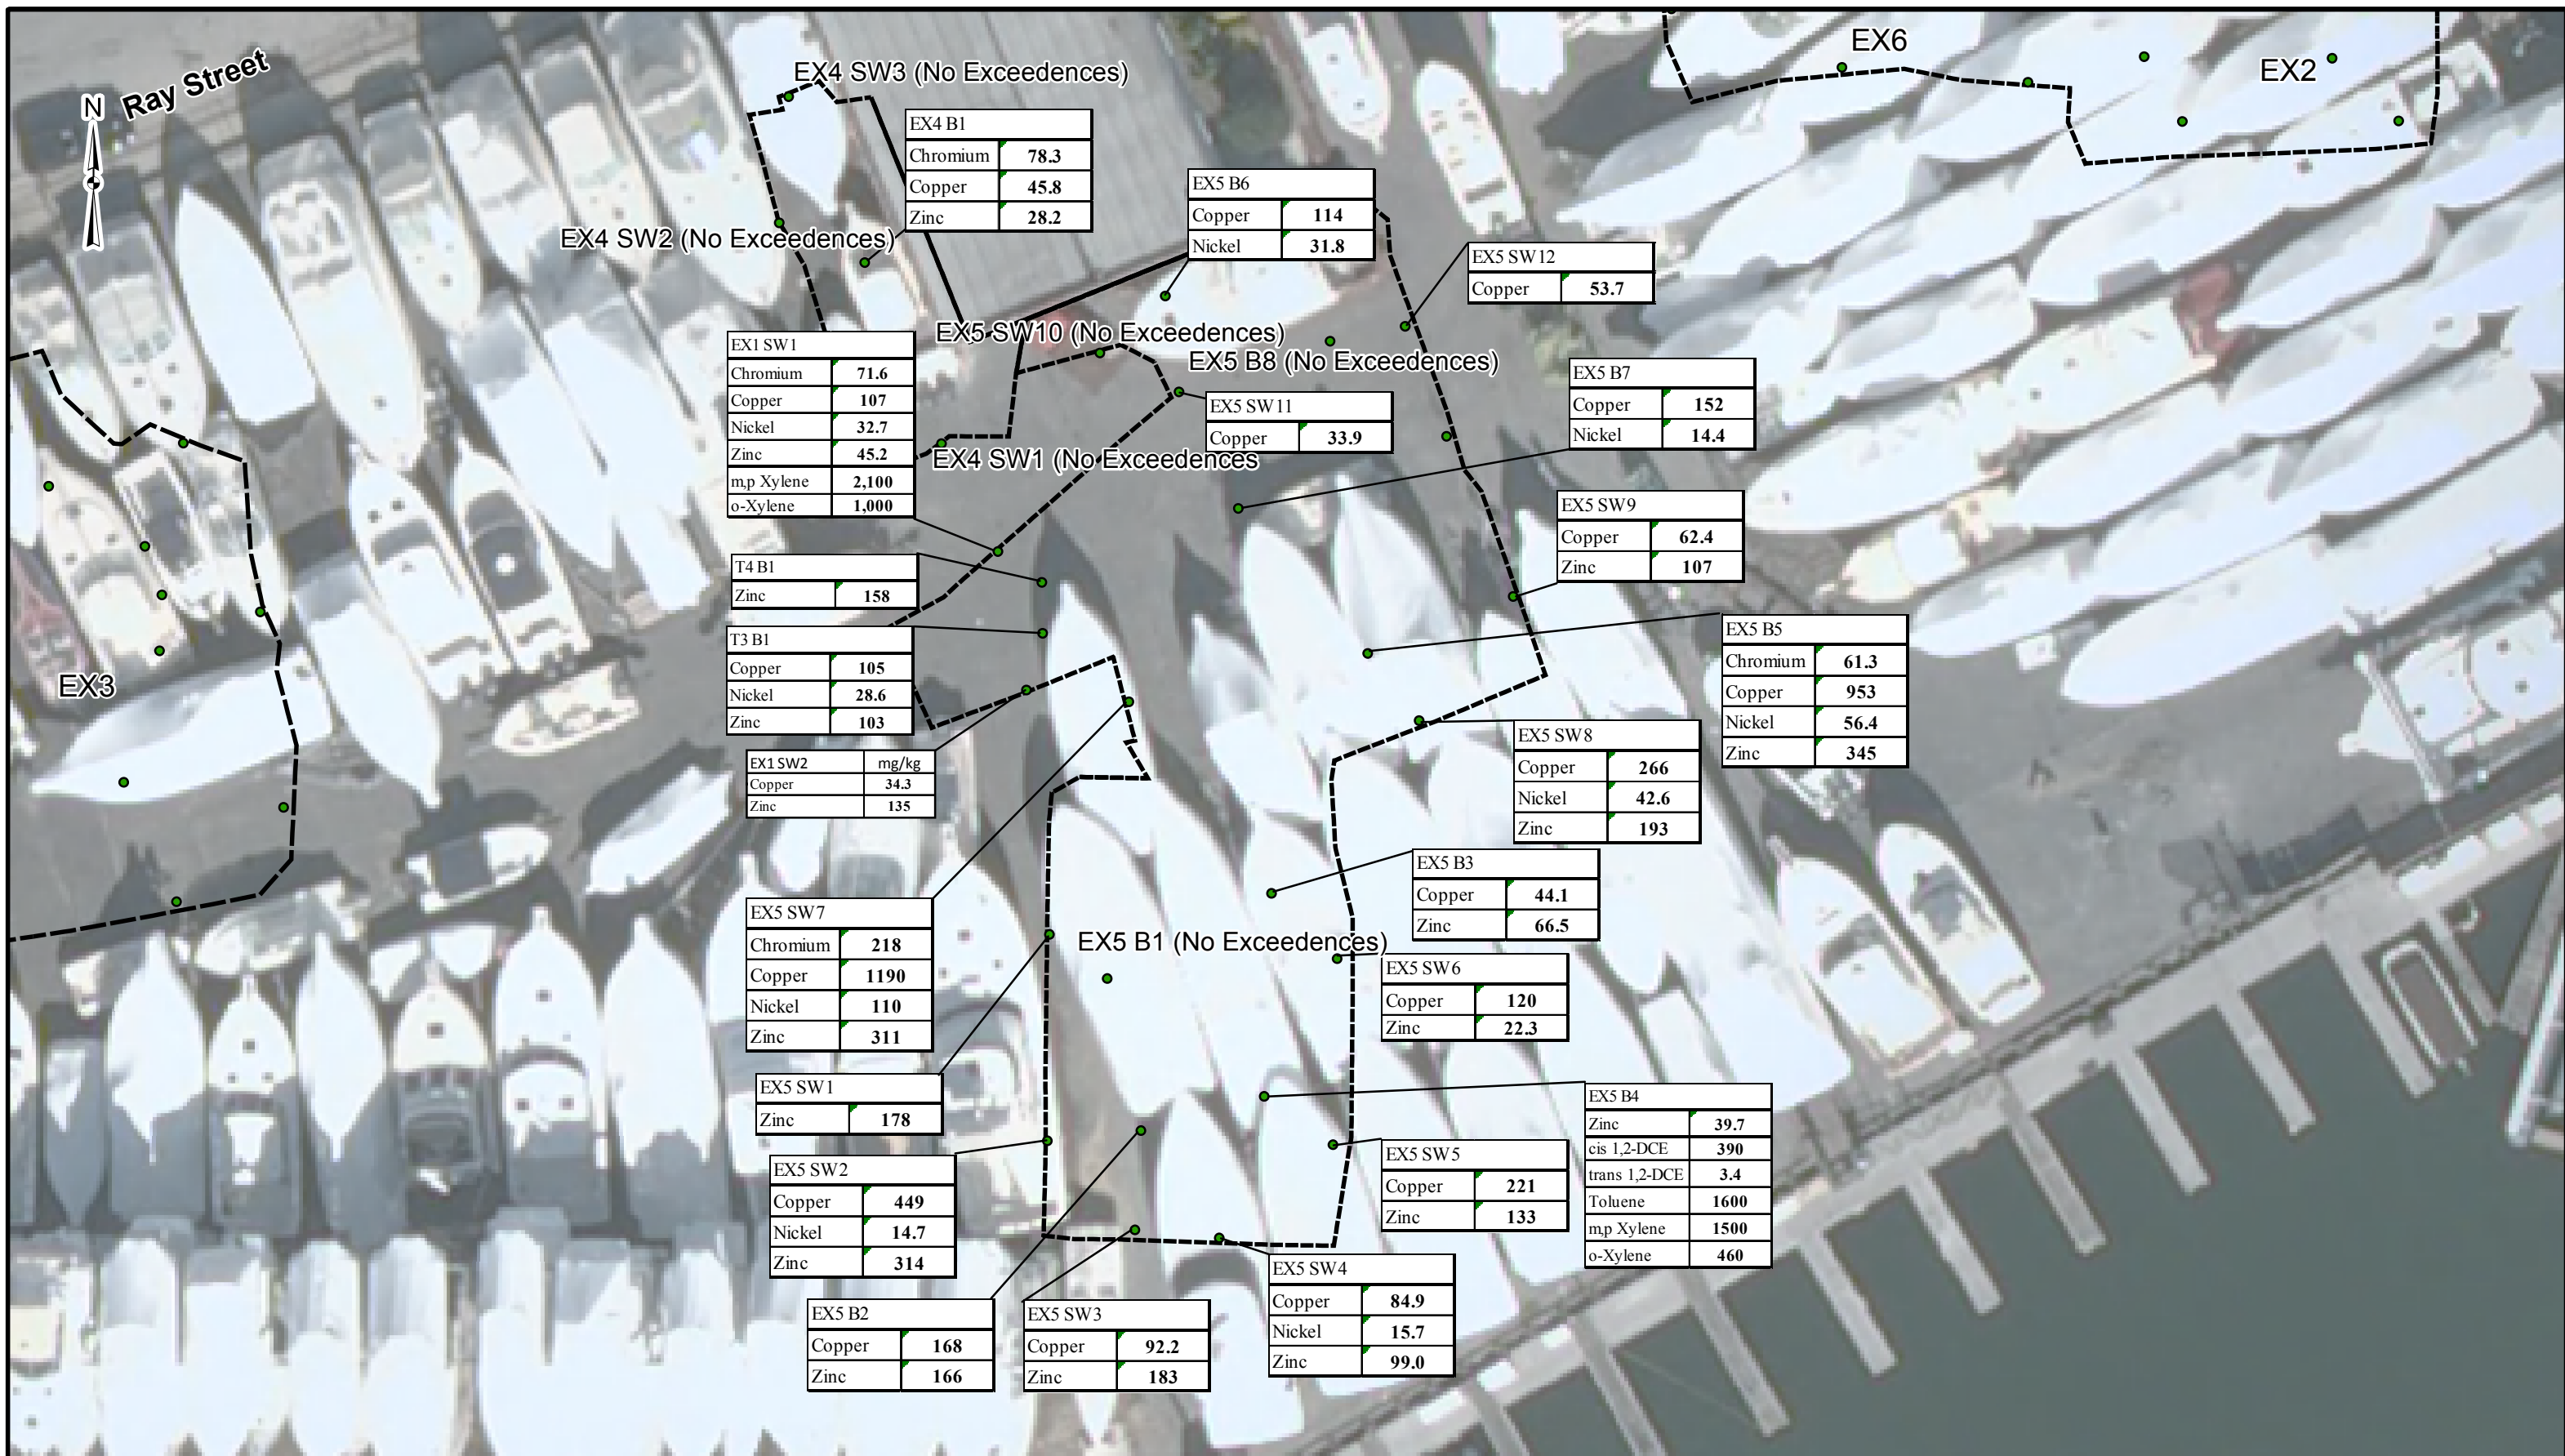 Ray Street
N
EX6
EX2
EX4 SW3 (No Exceedences)
EX4 B1
Chromium 78.3
Copper 45.8
Zinc 28.2
EX4 SW2 (No Exceedences)
EX5 B6
Copper 114
Nickel 31.8
EX5 SW12
Copper 53.7
EX5 SW10 (No Exceedences)
EX5 B8 (No Exceedences)
EX1 SW1
Chromium 71.6
Copper 107
Nickel 32.7
Zinc 45.2
m,p Xylene 2,100
o-Xylene 1,000
EX5 SW11
Copper 33.9
EX4 SW1 (No Exceedences
EX5 B7
Copper 152
Nickel 14.4
EX5 SW9
Copper 62.4
Zinc 107
T4 B1
Zinc 158
T3 B1
Copper 105
Nickel 28.6
Zinc 103
EX3
EX5 B5
Chromium 61.3
Copper 953
Nickel 56.4
Zinc 345
EX1 SW2 mg/kg
Copper 34.3
Zinc 135
EX5 SW8
Copper 266
Nickel 42.6
Zinc 193
EX5 B3
Copper 44.1
Zinc 66.5
EX5 SW7
Chromium 218
Copper 1190
Nickel 110
Zinc 311
EX5 B1 (No Exceedences)
EX5 SW6
Copper 120
Zinc 22.3
EX5 SW1
Zinc 178
EX5 B4
Zinc 39.7
cis 1,2-DCE 390
trans 1,2-DCE 3.4
Toluene 1600
m,p Xylene 1500
o-Xylene 460
EX5 SW5
Copper 221
Zinc 133
EX5 SW2
Copper 449
Nickel 14.7
Zinc 314
EX5 SW4
Copper 84.9
Nickel 15.7
Zinc 99.0
EX5 B2
Copper 168
Zinc 166
EX5 SW3
Copper 92.2
Zinc 183